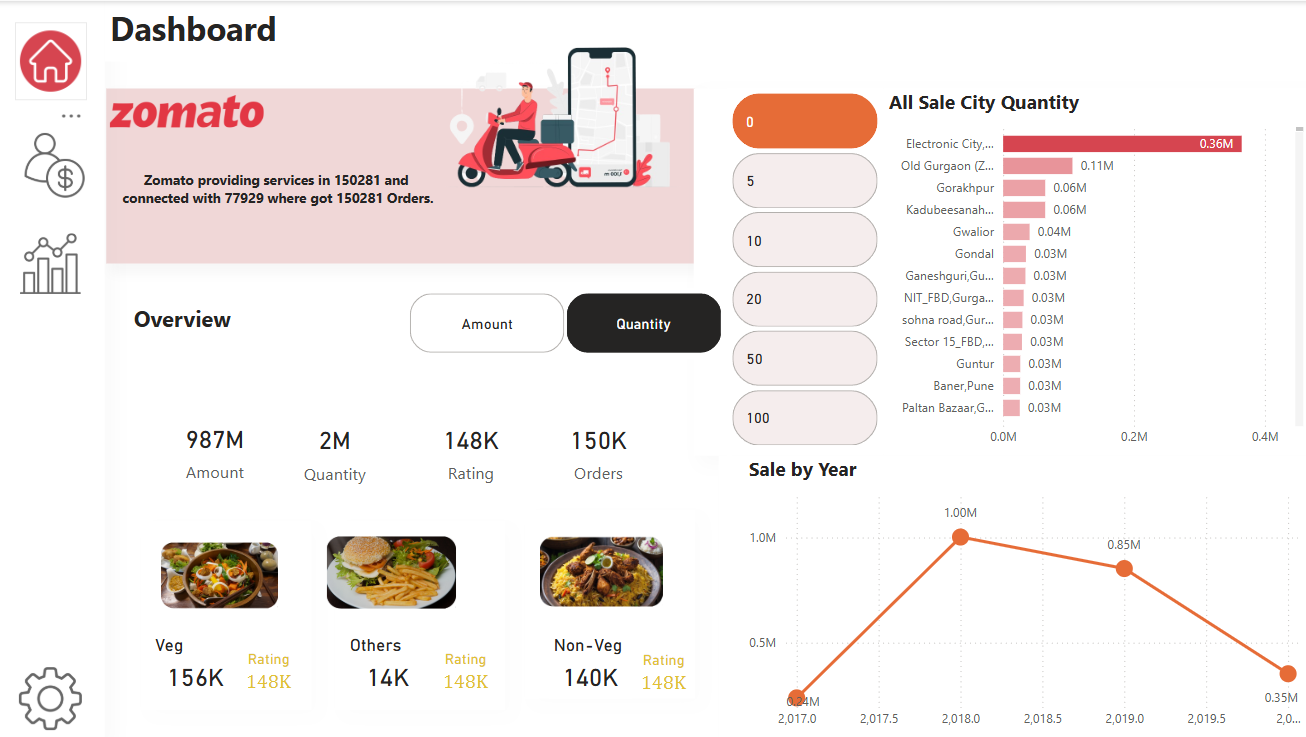 Dashboard
zomato
Zomato providing services in 150281 and
connected with 77929 where got 150281 Orders.
Overview
Amount
Quantity
987M
Amount
2M
Quantity
148K
Rating
150K
Orders
Veg
156K
Rating
148K
Others
14K
Rating
148K
Non-Veg
140K
Rating
148K
0
5
10
20
50
100
All Sale City Quantity
Electronic City,... 0.36M
Old Gurgaon (Z... 0.11M
Gorakhpur 0.06M
Kadubeesanah... 0.06M
Gwalior 0.04M
Gondal 0.03M
Ganeshguri,Gu... 0.03M
NIT_FBD,Gurga... 0.03M
sohna road,Gur... 0.03M
Sector 15_FBD,... 0.03M
Guntur 0.03M
Baner,Pune 0.03M
Paltan Bazaar,G... 0.03M
0.0M 0.2M 0.4M
Sale by Year
1.00M
1.0M
0.85M
0.5M
0.24M
0.35M
2,017.0 2,017.5 2,018.0 2,018.5 2,019.0 2,019.5 2,0...